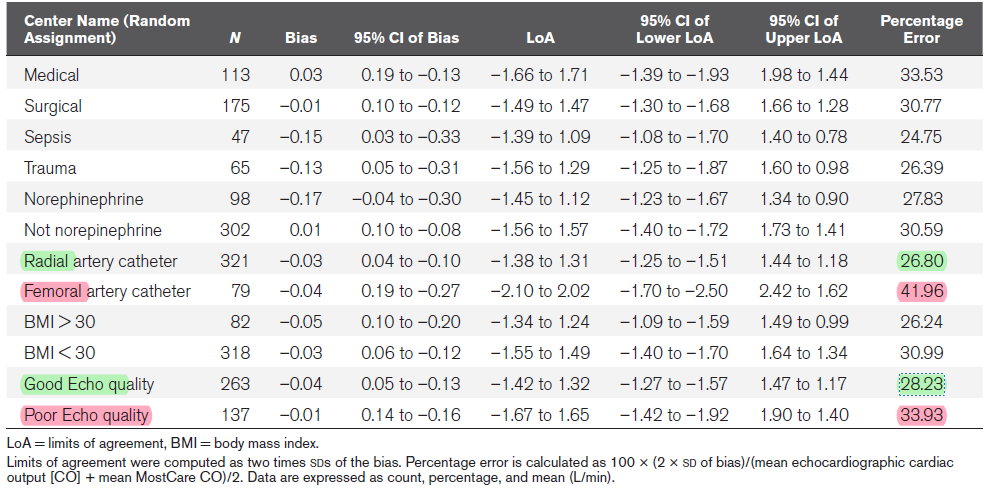 Center Name (Random Assignment) N Bias 95% CI of Bias LoA 95% CI of Lower LoA 95% CI of Upper LoA Percentage Error
Medical 113 0.03 0.19 to −0.13 −1.66 to 1.71 −1.39 to −1.93 1.98 to 1.44 33.53
Surgical 175 −0.01 0.10 to −0.12 −1.49 to 1.47 −1.30 to −1.68 1.66 to 1.28 30.77
Sepsis 47 −0.15 0.03 to −0.33 −1.39 to 1.09 −1.08 to −1.70 1.40 to 0.78 24.75
Trauma 65 −0.13 0.05 to −0.31 −1.56 to 1.29 −1.25 to −1.87 1.60 to 0.98 26.39
Norephinephrine 98 −0.17 −0.04 to −0.30 −1.45 to 1.12 −1.23 to −1.67 1.34 to 0.90 27.83
Not norepinephrine 302 0.01 0.10 to −0.08 −1.56 to 1.57 −1.40 to −1.72 1.73 to 1.41 30.59
Radial artery catheter 321 −0.03 0.04 to −0.10 −1.38 to 1.31 −1.25 to −1.51 1.44 to 1.18 26.80
Femoral artery catheter 79 −0.04 0.19 to −0.27 −2.10 to 2.02 −1.70 to −2.50 2.42 to 1.62 41.96
BMI > 30 82 −0.05 0.10 to −0.20 −1.34 to 1.24 −1.09 to −1.59 1.49 to 0.99 26.24
BMI < 30 318 −0.03 0.06 to −0.12 −1.55 to 1.49 −1.40 to −1.70 1.64 to 1.34 30.99
Good Echo quality 263 −0.04 0.05 to −0.13 −1.42 to 1.32 −1.27 to −1.57 1.47 to 1.17 28.23
Poor Echo quality 137 −0.01 0.14 to −0.16 −1.67 to 1.65 −1.42 to −1.92 1.90 to 1.40 33.93
LoA = limits of agreement, BMI = body mass index.
Limits of agreement were computed as two times SDs of the bias. Percentage error is calculated as 100 × (2 × SD of bias)/(mean echocardiographic cardiac
output [CO] + mean MostCare CO)/2. Data are expressed as count, percentage, and mean (L/min).